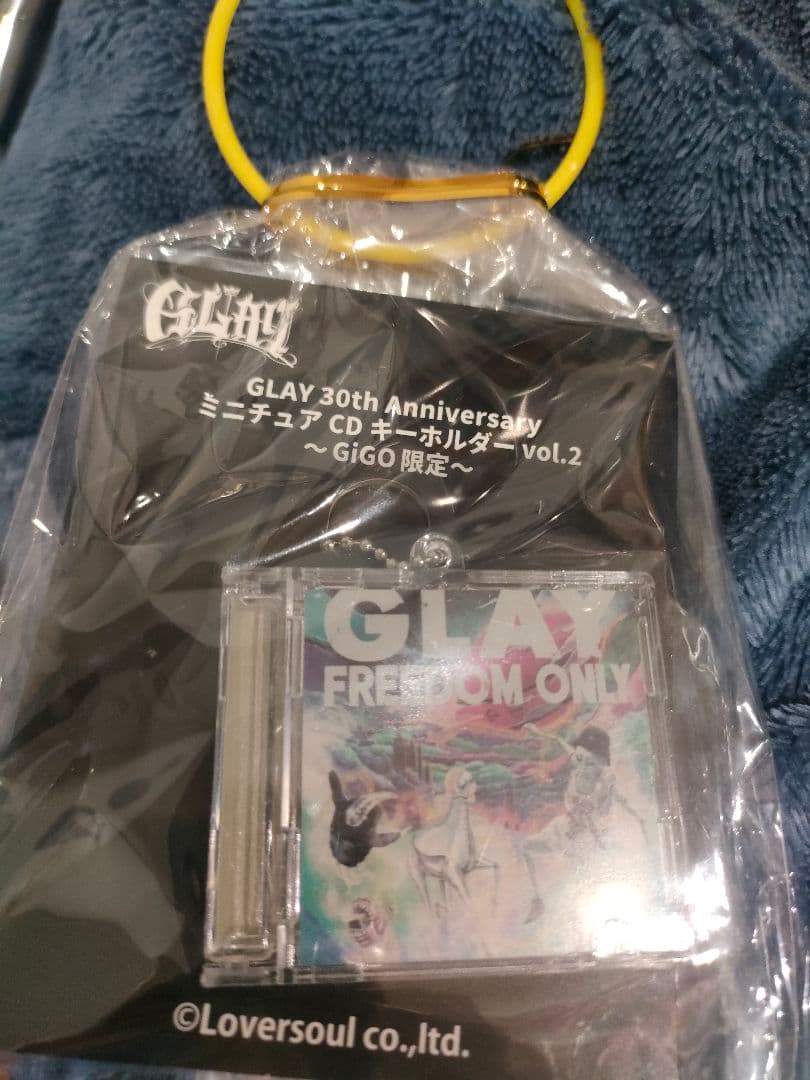 GLAY
GLAY 30th Anniversary
ミニチュア CD キーホルダー vol.2
～GiGO 限定～
GLAY
FREEDOM ONLY
©Loversoul co.,ltd.